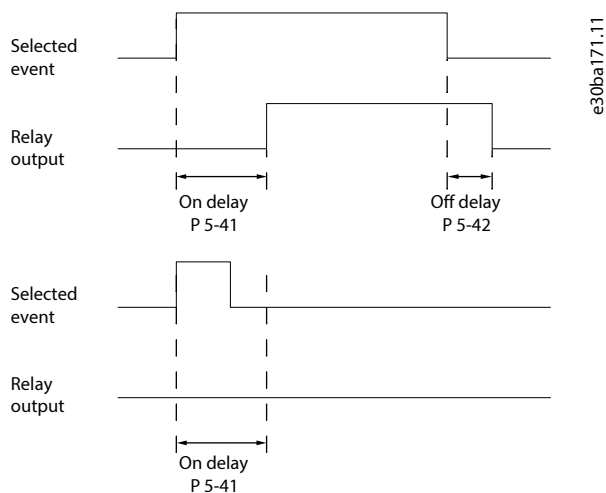 Selected
event
e30ba171.11
Relay
output
On delay
P 5-41
Off delay
P 5-42
Selected
event
Relay
output
On delay
P 5-41